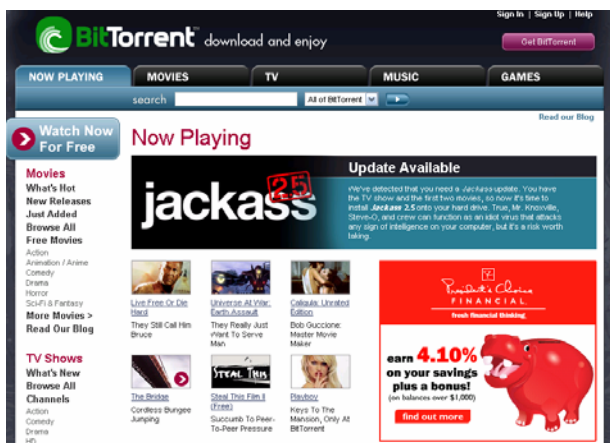 Sign In | Sign Up | Help
BitTorrent download and enjoy
Get BitTorrent
NOW PLAYING
MOVIES
TV
MUSIC
GAMES
search
All of BitTorrent
Read our Blog
Watch Now
For Free
Now Playing
Movies
What's Hot
New Releases
Just Added
Browse All
Free Movies
Action
Animation / Anime
Comedy
Drama
Horror
Sci-Fi & Fantasy
More Movies >
Read Our Blog
TV Shows
What's New
Browse All
Channels
Action
Comedy
Drama
HD
jackass 2.5
Update Available
We've detected that you need a Jackass update. You have
the TV show and the first two movies, so now it's time to
install Jackass 2.5 onto your hard drive. True, Mr. Knoxville,
Steve-O, and crew can function as an idiot virus that attacks
any sign of intelligence on your computer, but it's a risk worth
taking.
Live Free Or Die
Hard
They Still Call Him
Bruce
Universe At War:
Earth Assault
They Really Just
Want To Serve
Man
Caligula: Unrated
Edition
Bob Guccione:
Master Movie
Maker
The Bridge
Cordless Bungee
Jumping
STEAL THIS
Steal This Film II
(Free)
Succumb To Peer-
To-Peer Pressure
Playboy
Keys To The
Mansion, Only At
BitTorrent
President's Choice
FINANCIAL
fresh financial thinking
earn 4.10%
on your savings
plus a bonus!
(on balances over $1,000)
find out more